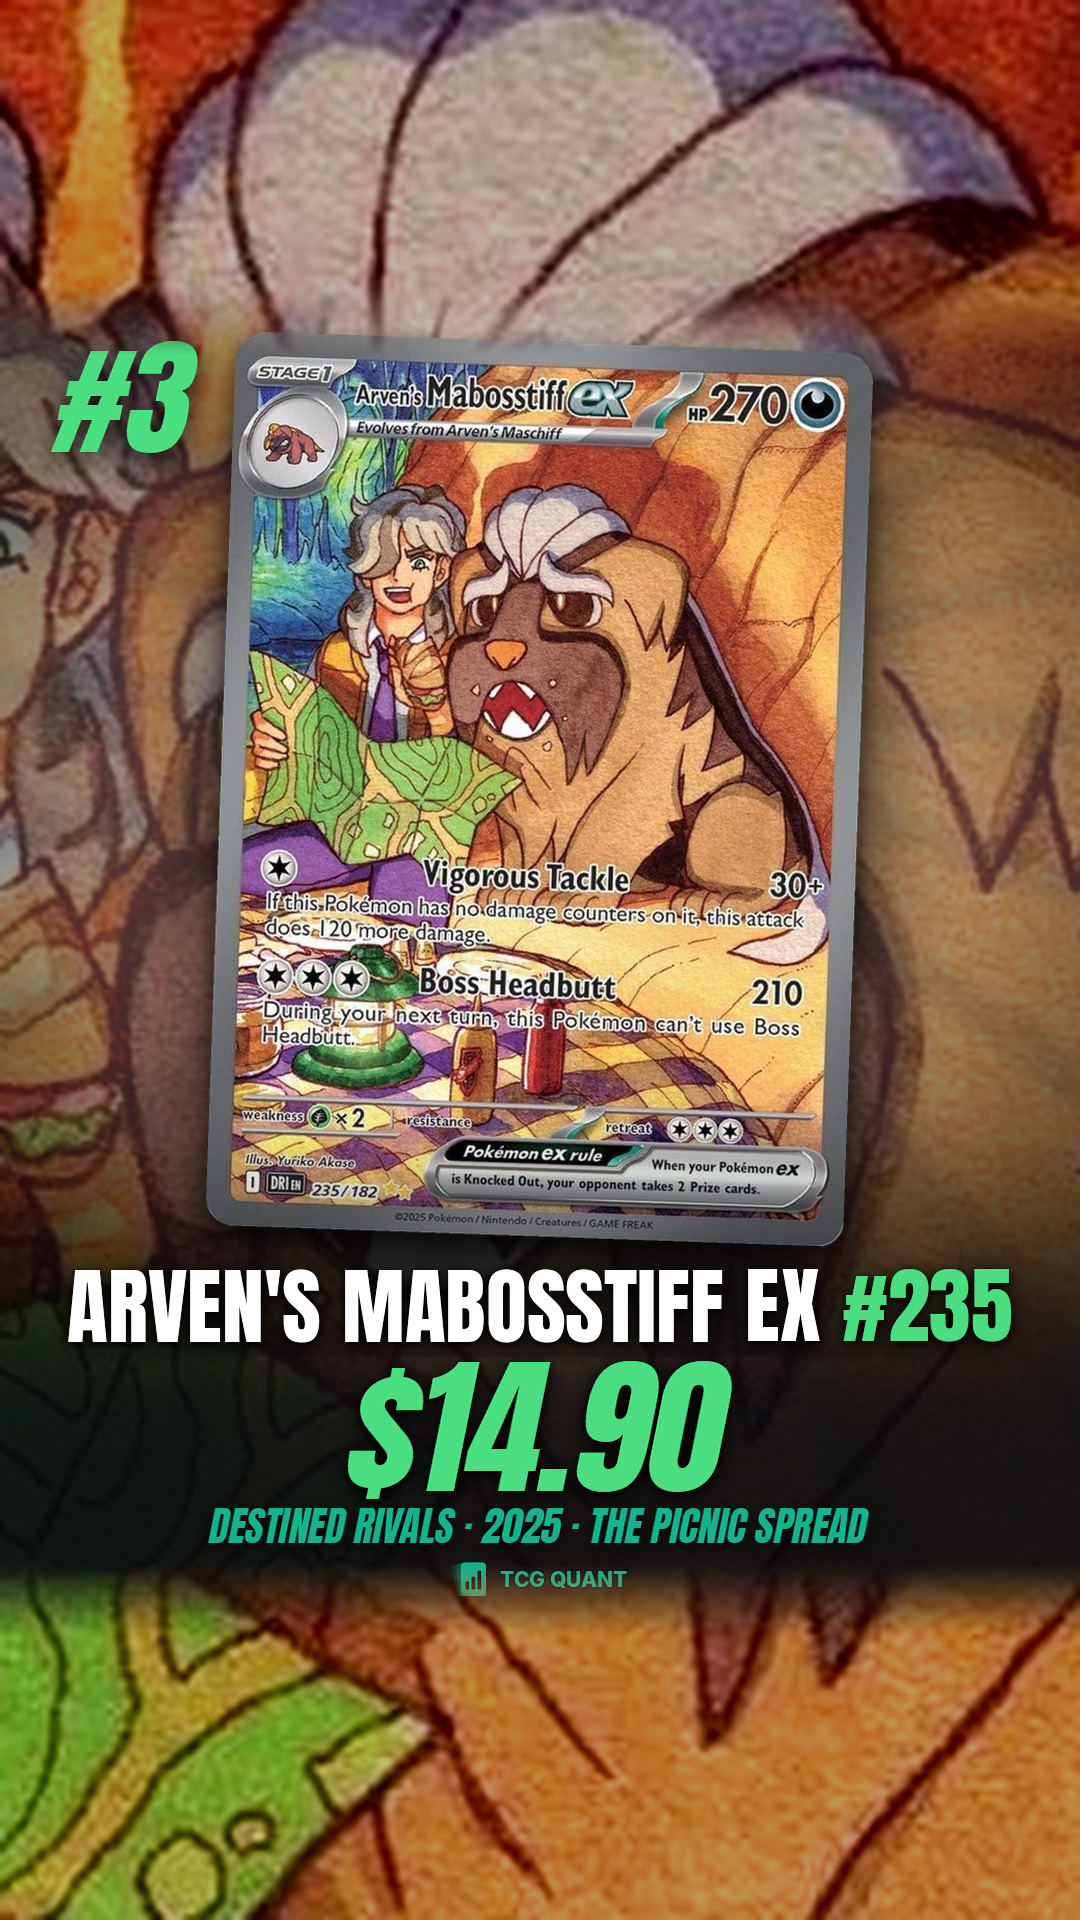 #3
STAGE1
Arven's Mabosstiff ex
HP 270
Evolves from Arven's Maschiff
Vigorous Tackle 30+
If this Pokémon has no damage counters on it, this attack
does 120 more damage.
Boss Headbutt 210
During your next turn, this Pokémon can't use Boss
Headbutt.
weakness ×2 resistance retreat
Pokémon ex rule
When your Pokémon ex
is Knocked Out, your opponent takes 2 Prize cards.
Illus. Yuriko Akase
I DRI EN 235/182
©2025 Pokémon / Nintendo / Creatures / GAME FREAK
ARVEN'S MABOSSTIFF EX #235
$14.90
DESTINED RIVALS · 2025 · THE PICNIC SPREAD
TCG QUANT